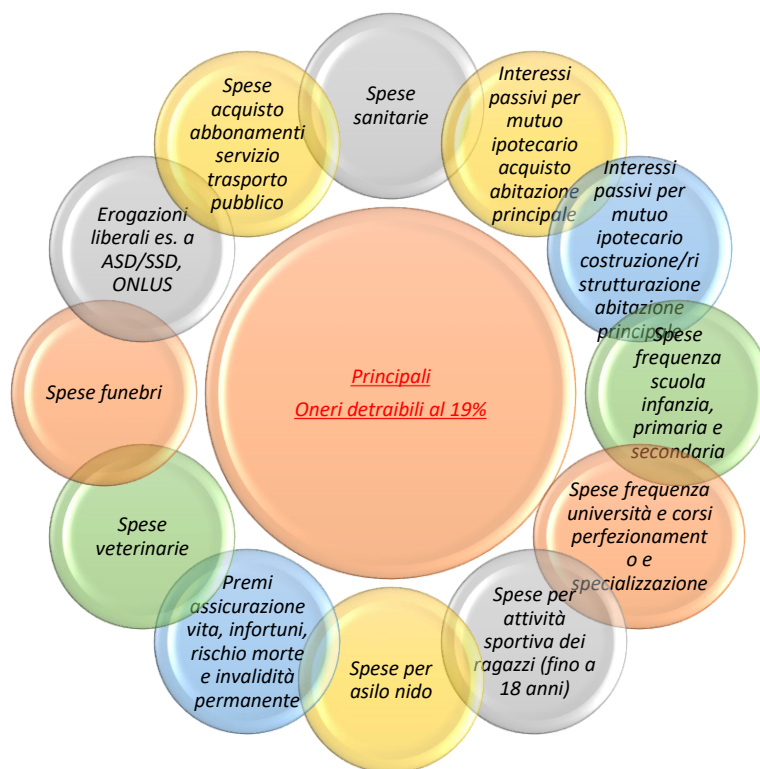 Principali
Oneri detraibili al 19%
Spese
sanitarie
Interessi
passivi per
mutuo
ipotecario
acquisto
abitazione
principale
Interessi
passivi per
mutuo
ipotecario
costruzione/ri
strutturazione
abitazione
principale
Spese
frequenza
scuola
infanzia,
primaria e
secondaria
Spese frequenza
università e corsi
perfezionament
o e
specializzazione
Spese per
attività
sportiva dei
ragazzi (fino a
18 anni)
Spese per
asilo nido
Premi
assicurazione
vita, infortuni,
rischio morte
e invalidità
permanente
Spese
veterinarie
Spese funebri
Erogazioni
liberali es. a
ASD/SSD,
ONLUS
Spese
acquisto
abbonamenti
servizio
trasporto
pubblico